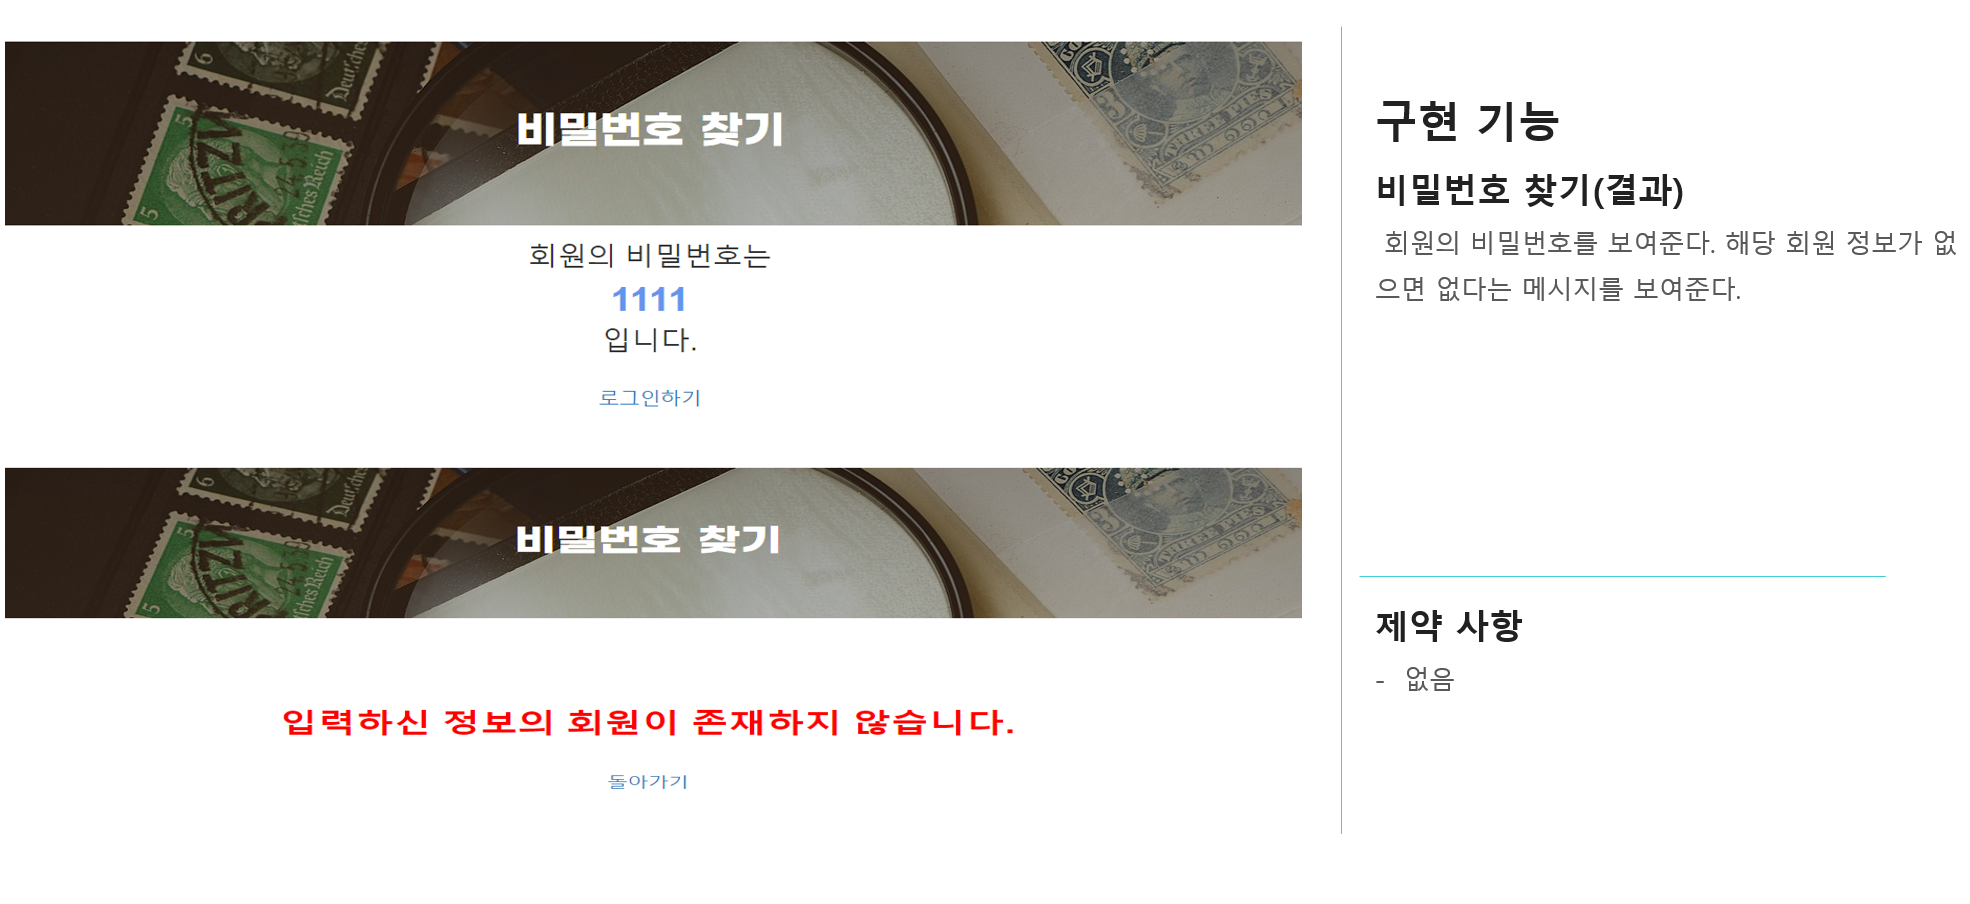 비밀번호 찾기
회원의 비밀번호는
1111
입니다.
로그인하기
비밀번호 찾기
입력하신 정보의 회원이 존재하지 않습니다.
돌아가기
구현 기능
비밀번호 찾기(결과)
회원의 비밀번호를 보여준다. 해당 회원 정보가 없
으면 없다는 메시지를 보여준다.
제약 사항
- 없음